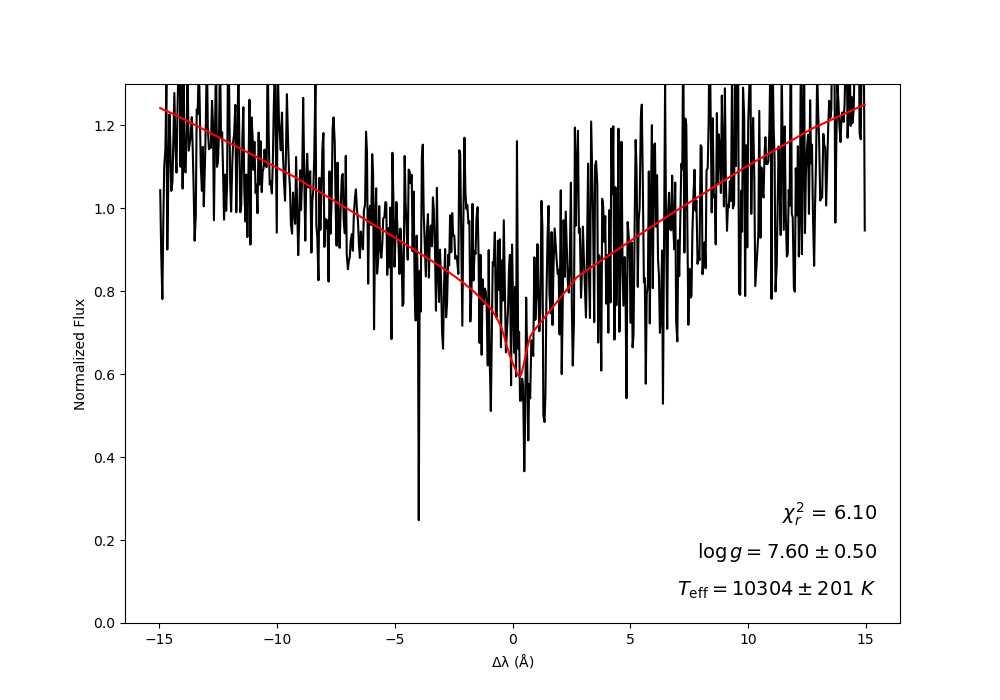 1.2
1.0
0.8
0.6
0.4
0.2
0.0
Normalized Flux
χ²ᵣ = 6.10
log g = 7.60 ± 0.50
T_eff = 10304 ± 201 K
−15 −10 −5 0 5 10 15
Δλ (Å)